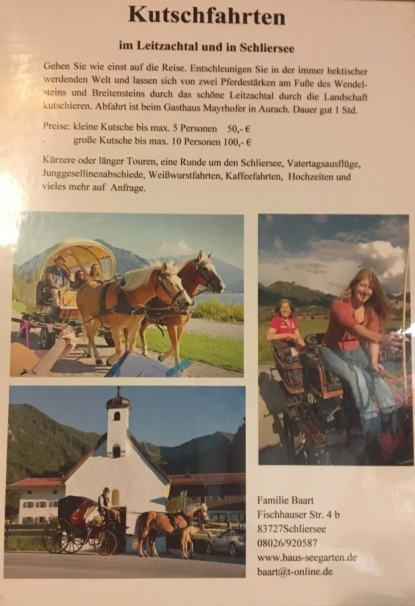 Kutschfahrten
im Leitzachtal und in Schliersee
Gehen Sie wie einst auf die Reise. Entschleunigen Sie in der immer hektischer
werdenden Welt und lassen sich von zwei Pferdestärken am Fuße des Wendel-
steins und Breitensteins durch das schöne Leitzachtal durch die Landschaft
kutschieren. Abfahrt ist beim Gasthaus Mayrhofer in Aurach. Dauer gut 1 Std.
Preise: kleine Kutsche bis max. 5 Personen 50,- €
. große Kutsche bis max. 10 Personen 100,- €
Kürzere oder länger Touren, eine Runde um den Schliersee, Vatertagsausflüge,
Junggesellinenabschiede, Weißwurstfahrten, Kaffeefahrten, Hochzeiten und
vieles mehr auf Anfrage.
Familie Baart
Fischhauser Str. 4 b
83727Schliersee
08026/920587
www.haus-seegarten.de
baart@t-online.de